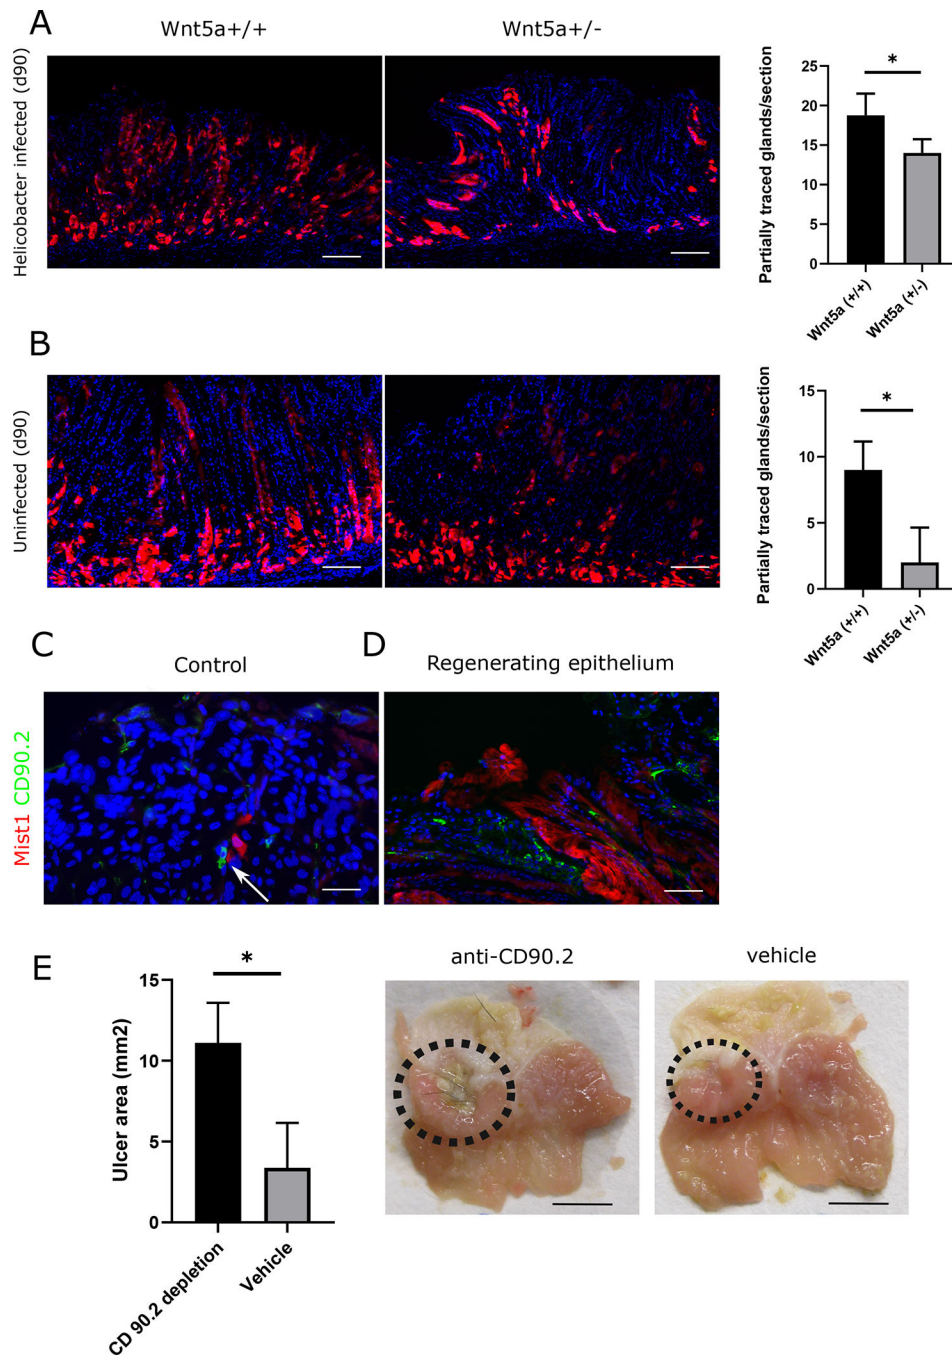 A
Wnt5a+/+
Wnt5a+/-
Helicobacter infected (d90)
Partially traced glands/section
25
20
15
10
5
0
*
Wnt5a (+/+)
Wnt5a (+/-)
B
Uninfected (d90)
Partially traced glands/section
15
10
5
0
*
Wnt5a (+/+)
Wnt5a (+/-)
C
Control
D
Regenerating epithelium
Mist1 CD90.2
E
Ulcer area (mm2)
15
10
5
0
*
CD 90.2 depletion
Vehicle
anti-CD90.2
vehicle